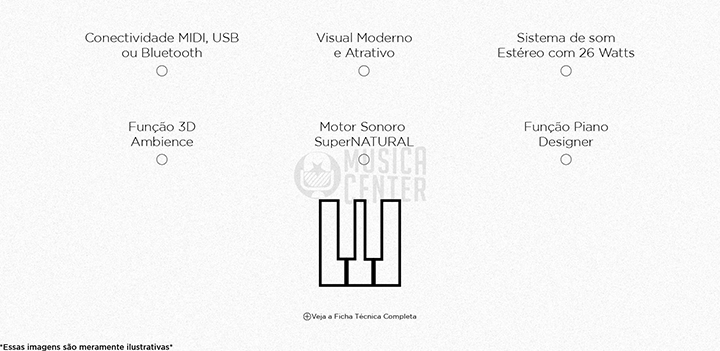 Conectividade MIDI, USB
ou Bluetooth
Visual Moderno
e Atrativo
Sistema de som
Estéreo com 26 Watts
Função 3D
Ambience
Motor Sonoro
SuperNATURAL
Função Piano
Designer
MUSICA
CENTER
Veja a Ficha Técnica Completa
*Essas imagens são meramente ilustrativas*